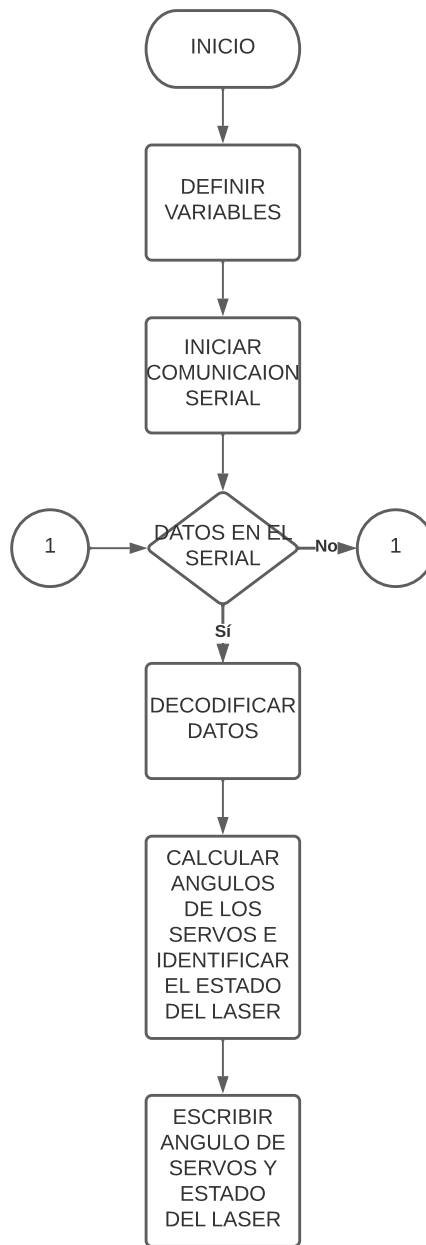 INICIO
DEFINIR
VARIABLES
INICIAR
COMUNICAION
SERIAL
1
DATOS EN EL
SERIAL
No
1
Sí
DECODIFICAR
DATOS
CALCULAR
ANGULOS
DE LOS
SERVOS E
IDENTIFICAR
EL ESTADO
DEL LASER
ESCRIBIR
ANGULO DE
SERVOS Y
ESTADO
DEL LASER